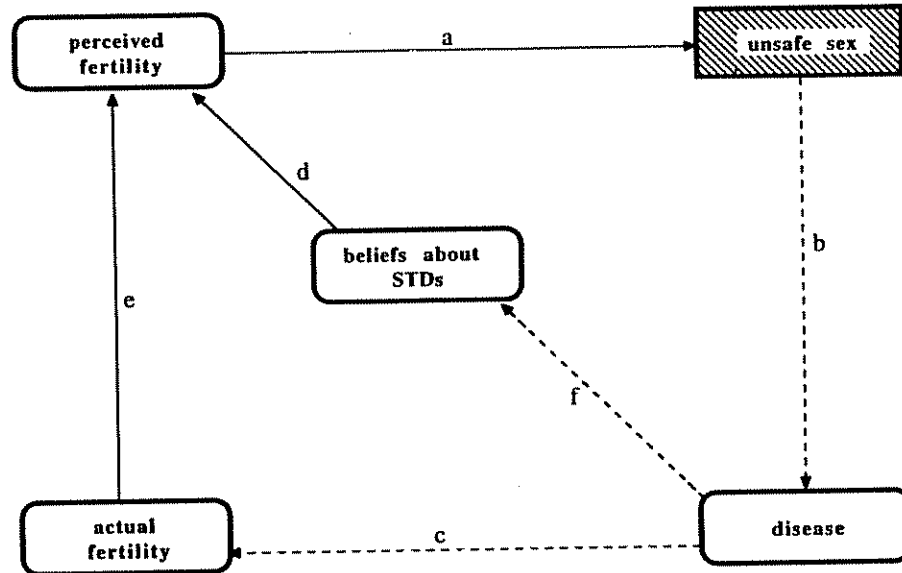 perceived
fertility
a
unsafe sex
d
b
beliefs about
STDs
e
f
actual
fertility
c
disease